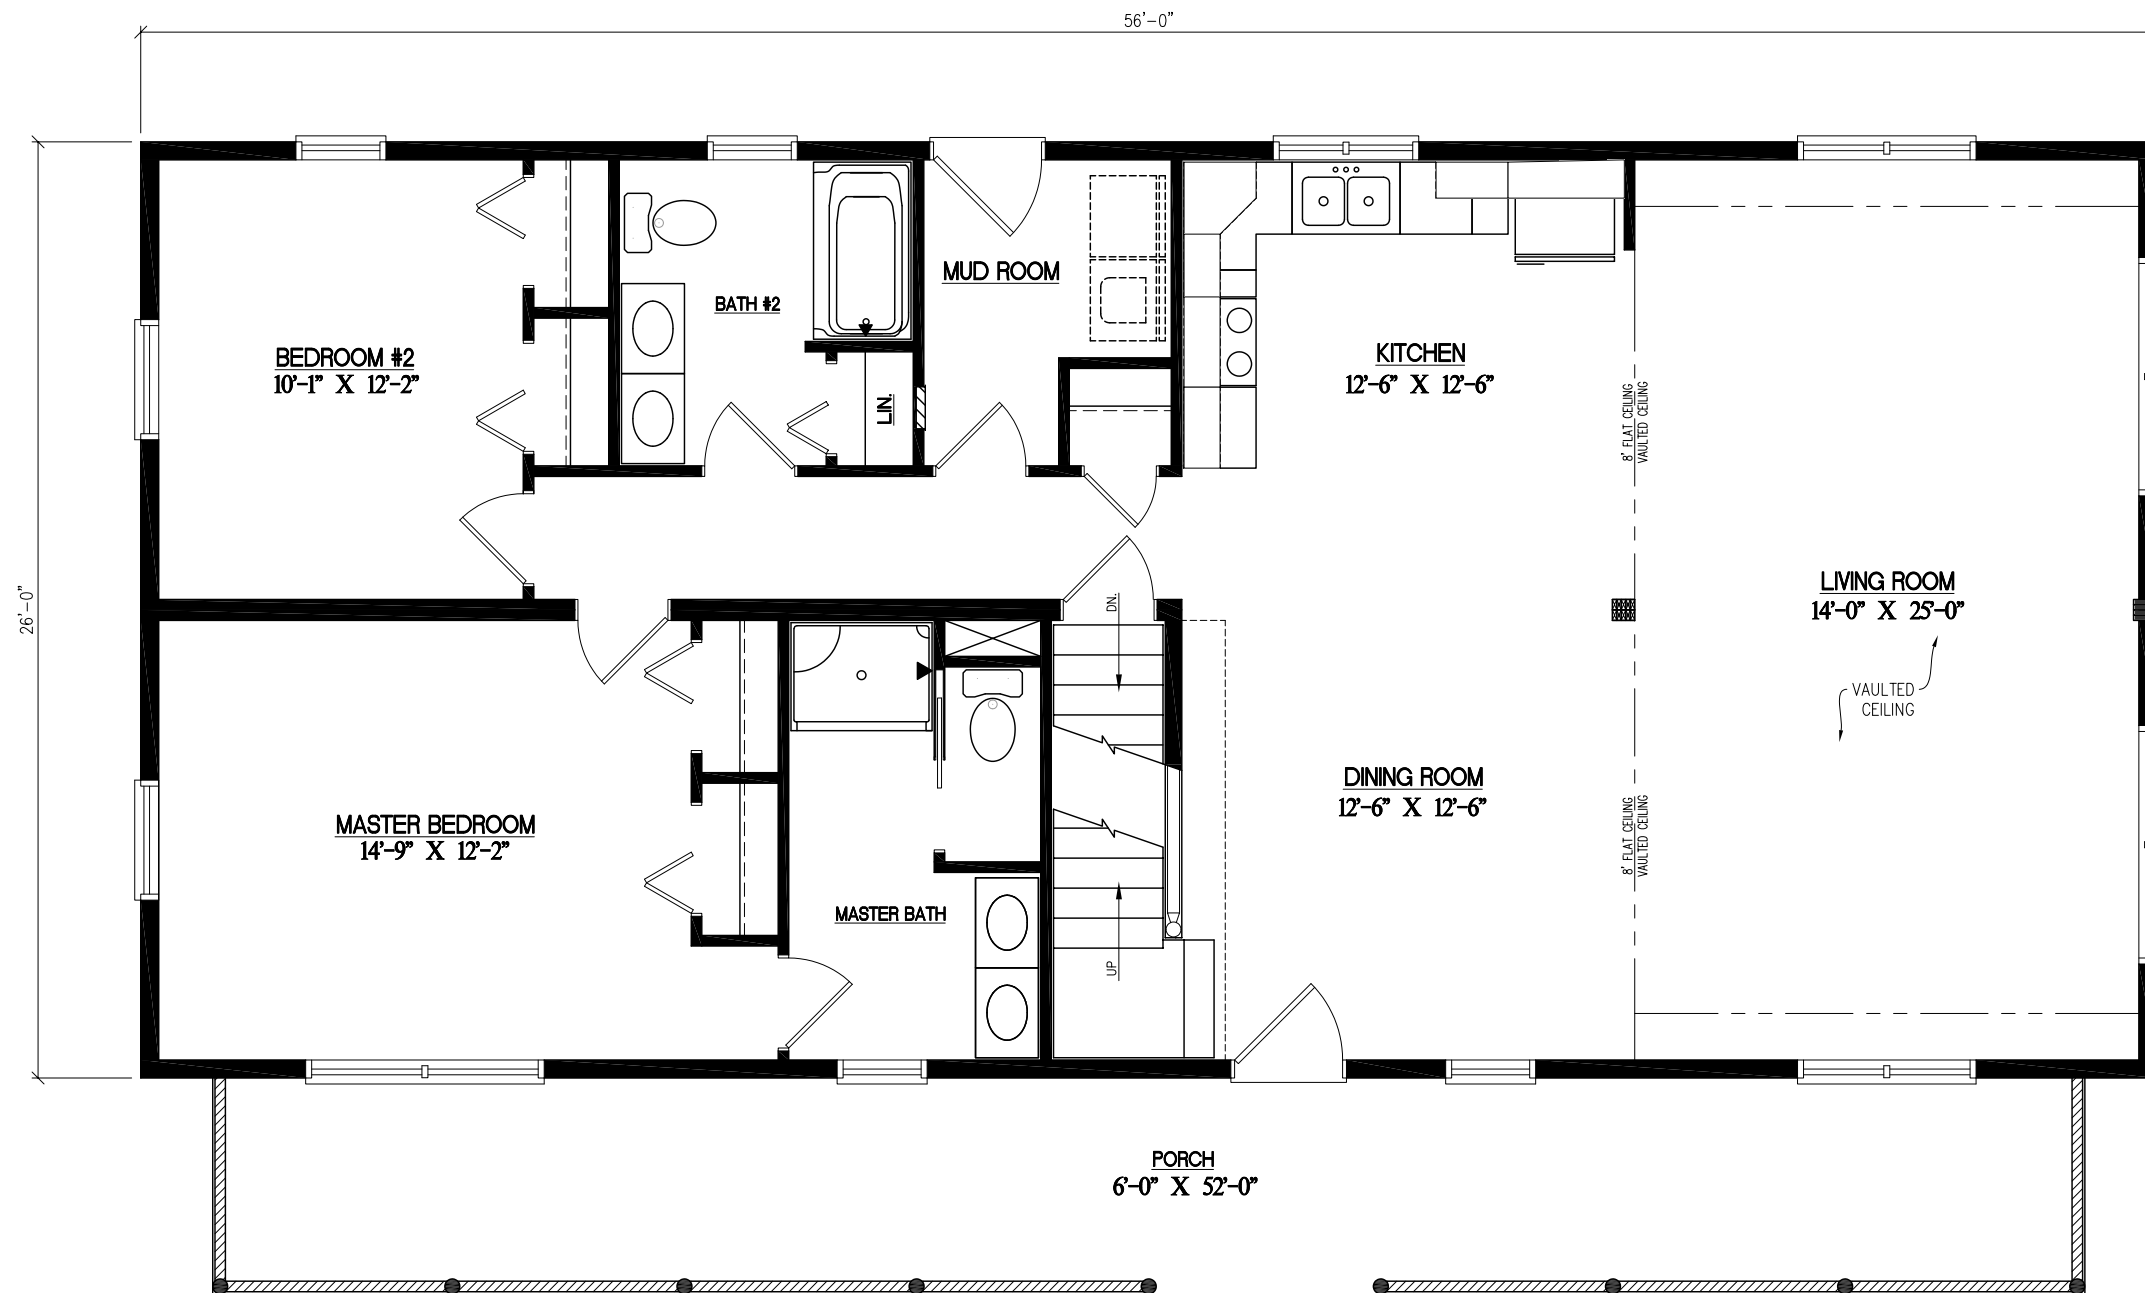 56'-0"
26'-0"
MUD ROOM
BATH #2
BEDROOM #2
10'-1" X 12'-2"
LIN.
KITCHEN
12'-6" X 12'-6"
8' FLAT CEILING
VAULTED CEILING
LIVING ROOM
14'-0" X 25'-0"
VAULTED
CEILING
DN.
DINING ROOM
12'-6" X 12'-6"
8' FLAT CEILING
VAULTED CEILING
MASTER BEDROOM
14'-9" X 12'-2"
MASTER BATH
UP
PORCH
6'-0" X 52'-0"